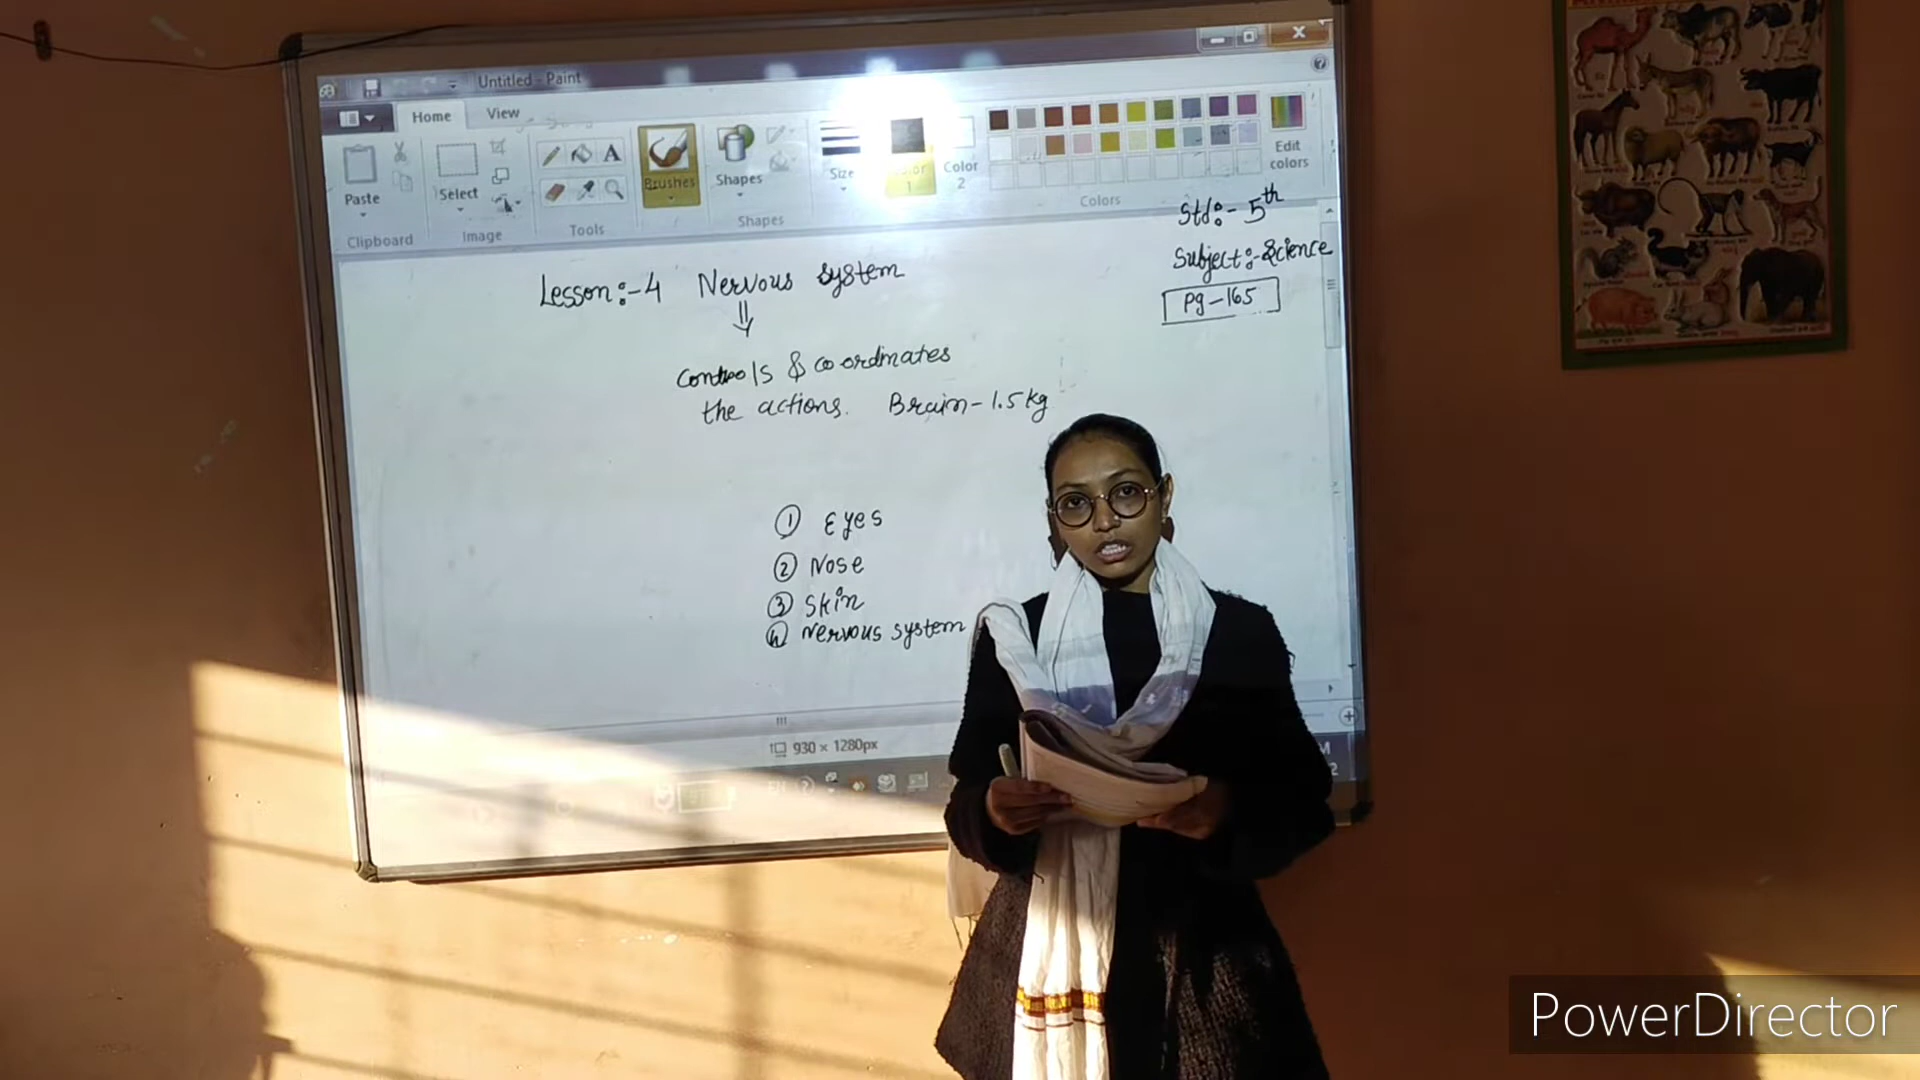 Untitled - Paint
Home View
Paste
Select
Brushes
Shapes
Size
Color 2
Edit colors
Clipboard
Image
Tools
Shapes
Colors
Std:- 5th
Subject:- Science
Pg-165
Lesson:-4 Nervous system
controls & coordinates
the actions. Brain-1.5kg
① Eyes
② Nose
③ Skin
④ Nervous system
930 × 1280px
EN
PowerDirector